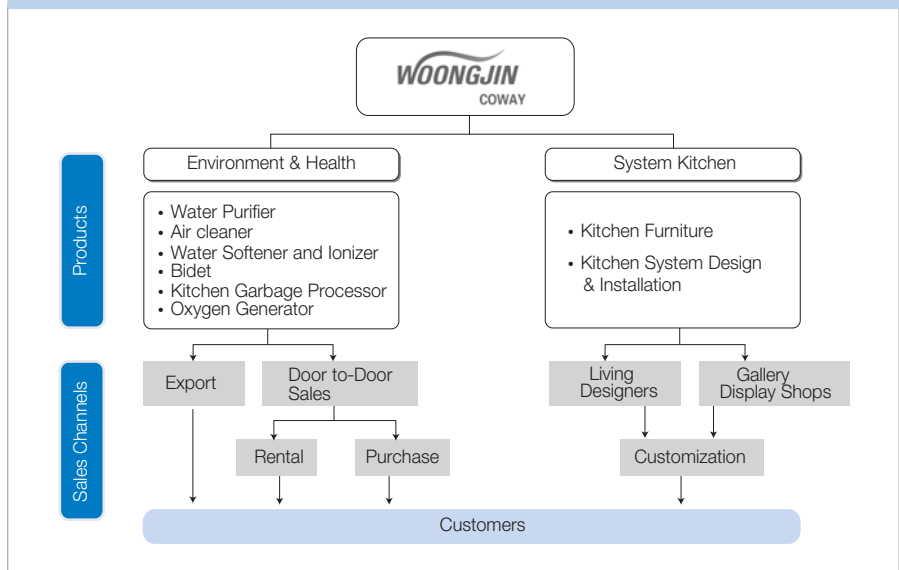 WOONGJIN
COWAY
Environment & Health
System Kitchen
Products
• Water Purifier
• Air cleaner
• Water Softener and Ionizer
• Bidet
• Kitchen Garbage Processor
• Oxygen Generator
• Kitchen Furniture
• Kitchen System Design
& Installation
Sales Channels
Export
Door to-Door
Sales
Living
Designers
Gallery
Display Shops
Rental
Purchase
Customization
Customers